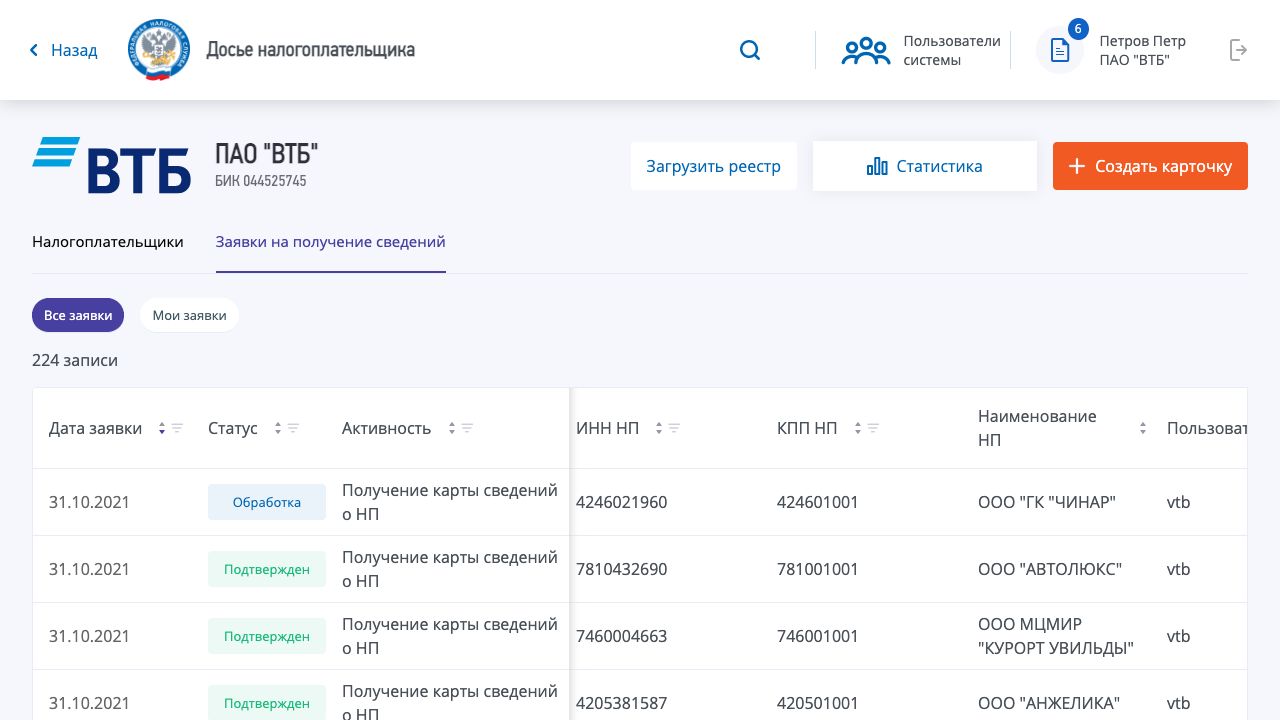 Назад
Досье налогоплательщика
Пользователи
системы
6
Петров Петр
ПАО "ВТБ"
ВТБ
ПАО "ВТБ"
БИК 044525745
Загрузить реестр
Статистика
Создать карточку
Налогоплательщики
Заявки на получение сведений
Все заявки
Мои заявки
224 записи
Дата заявки
Статус
Активность
ИНН НП
КПП НП
Наименование
НП
Пользоват
31.10.2021
Обработка
Получение карты сведений
о НП
4246021960
424601001
ООО "ГК "ЧИНАР"
vtb
31.10.2021
Подтвержден
Получение карты сведений
о НП
7810432690
781001001
ООО "АВТОЛЮКС"
vtb
31.10.2021
Подтвержден
Получение карты сведений
о НП
7460004663
746001001
ООО МЦМИР
"КУРОРТ УВИЛЬДЫ"
vtb
31.10.2021
Подтвержден
Получение карты сведений
о НП
4205381587
420501001
ООО "АНЖЕЛИКА"
vtb